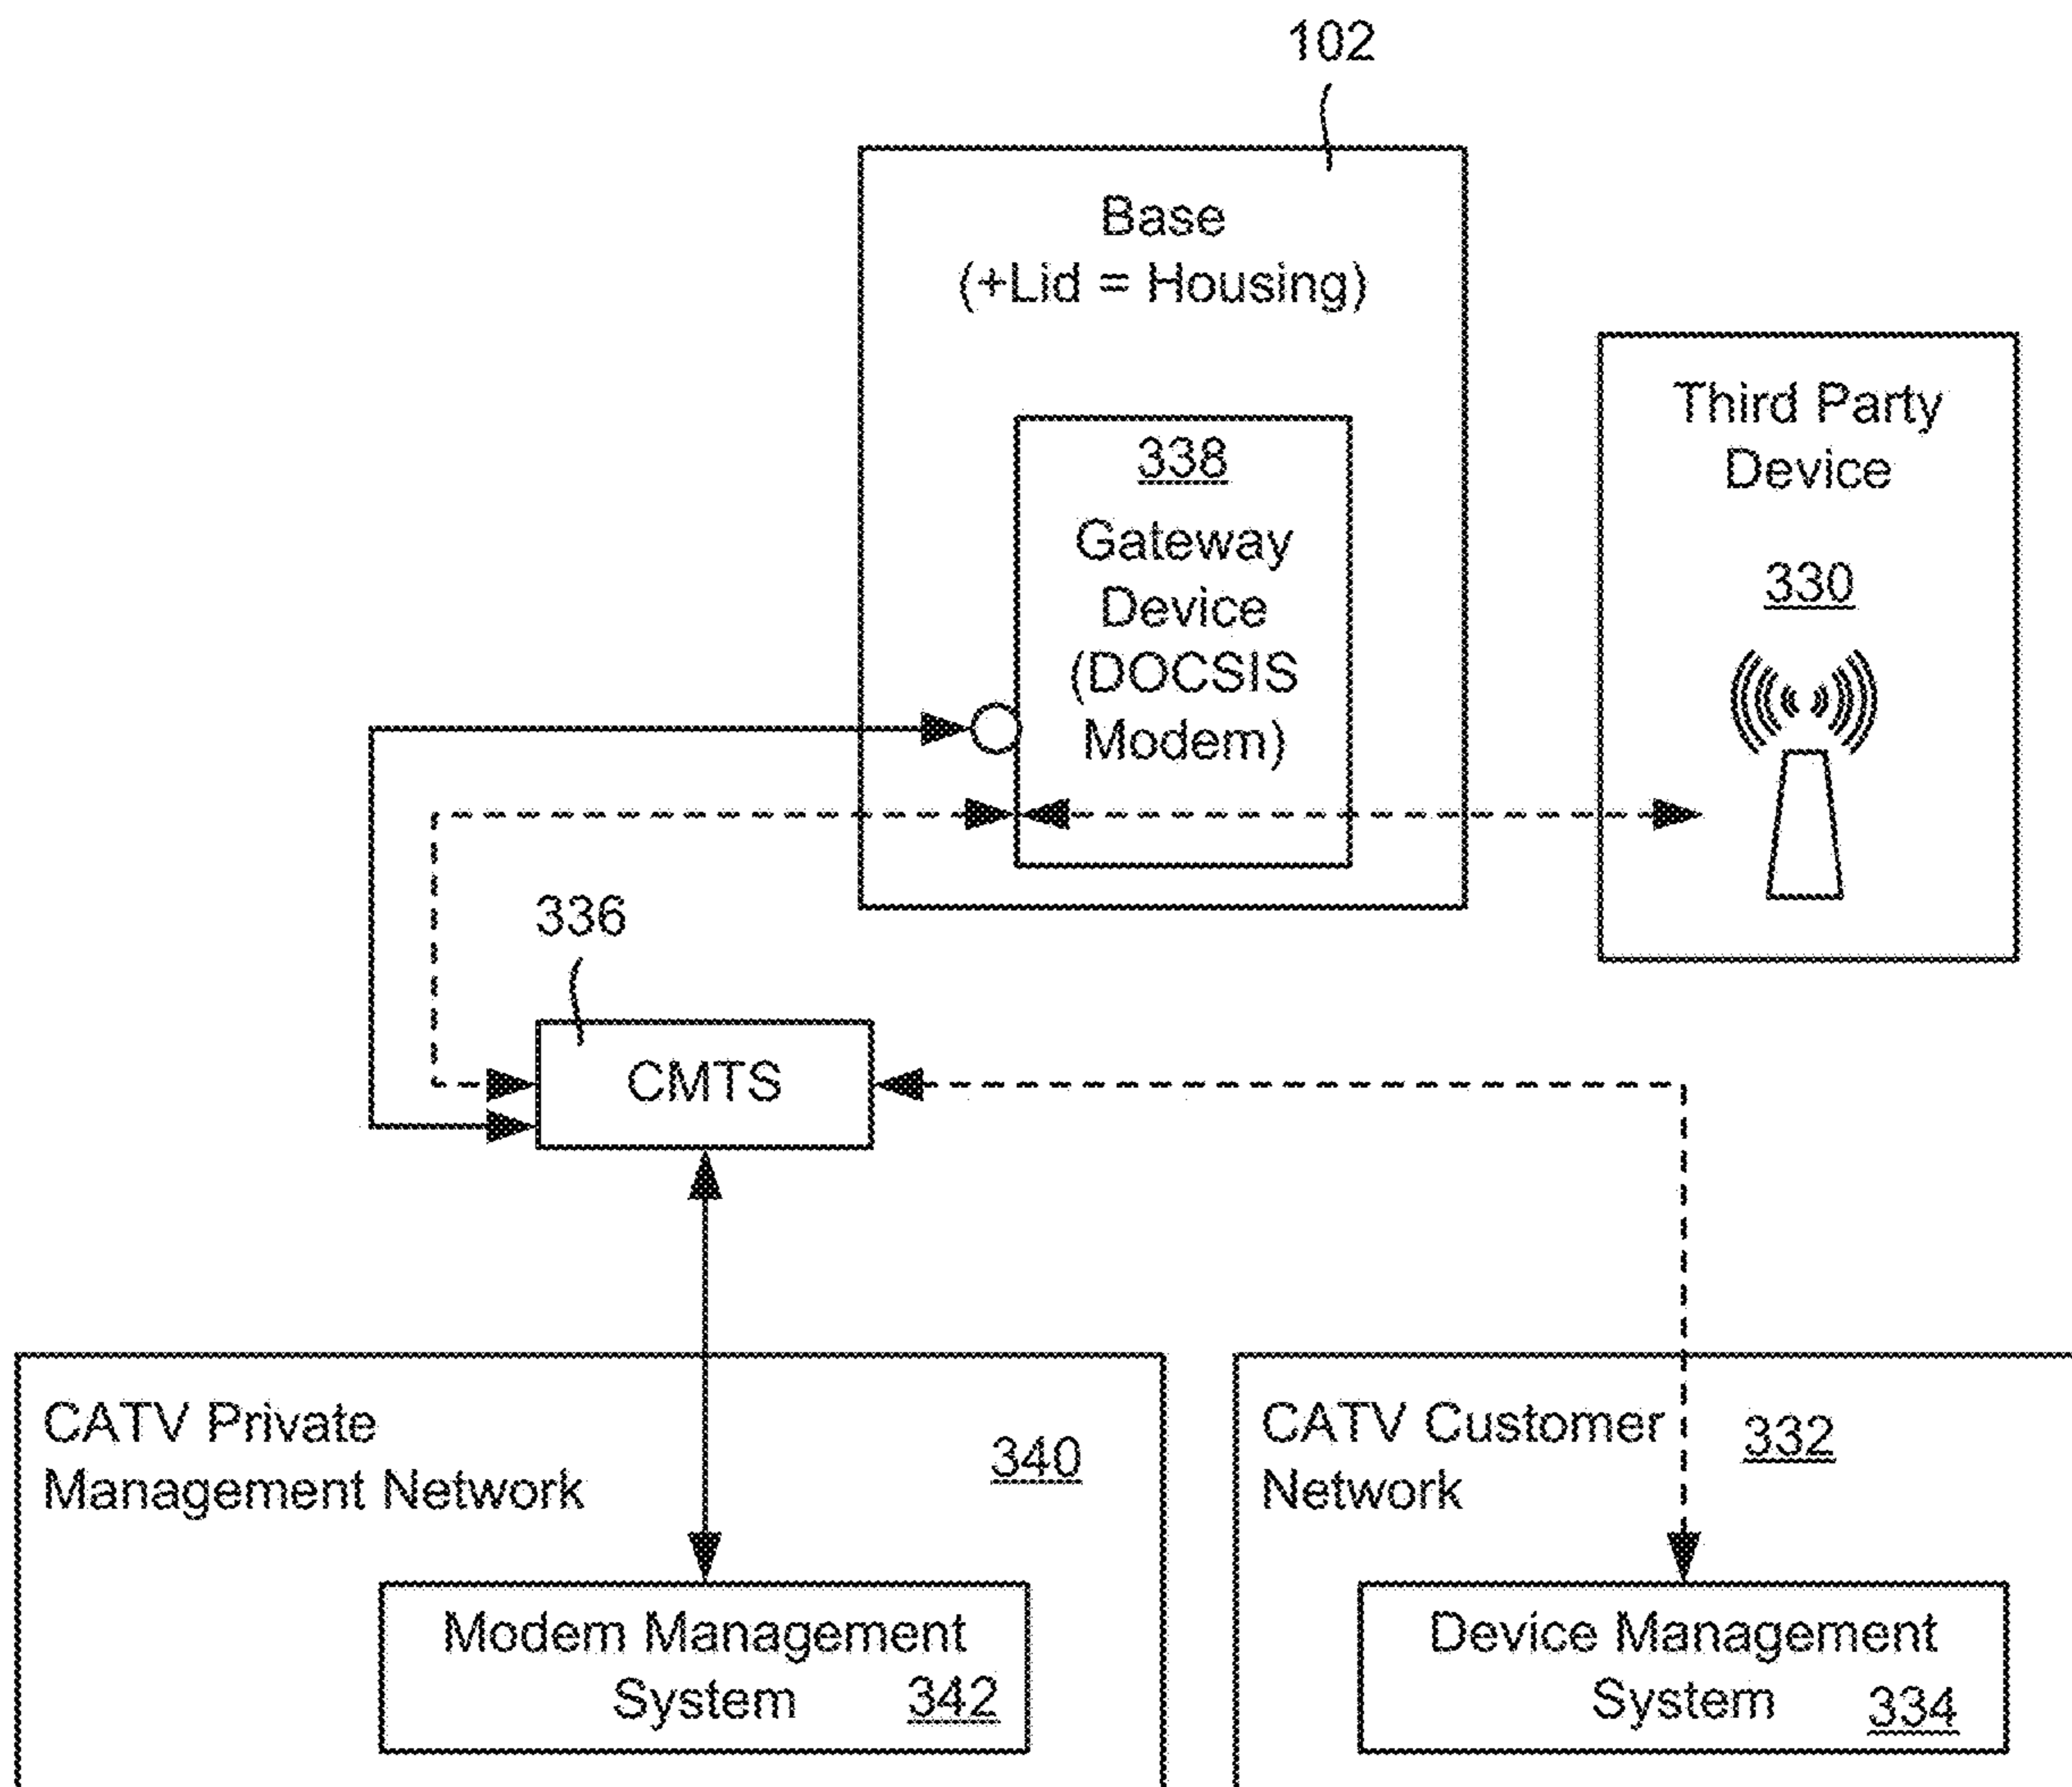 102
Base
(+Lid = Housing)
338
Gateway
Device
(DOCSIS
Modem)
Third Party
Device
330
336
CMTS
CATV Private
Management Network
340
Modem Management
System 342
CATV Customer
Network
332
Device Management
System 334